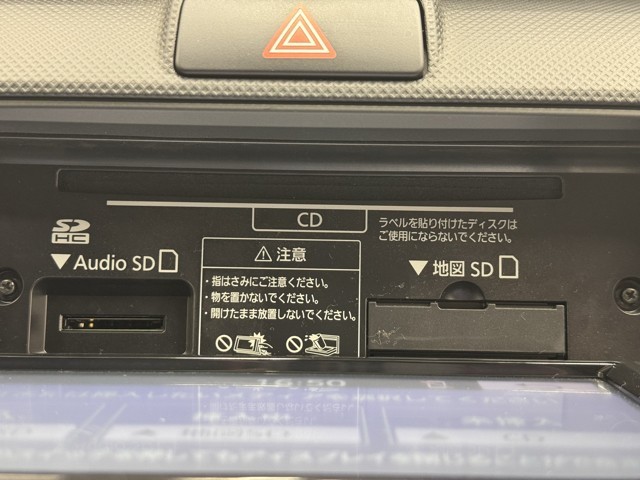 CD
ラベルを貼り付けたディスクは
ご使用にならないでください。
SD
HC
▼Audio SD
⚠注意
・指はさみにご注意ください。
・物を置かないでください。
・開けたまま放置しないでください。
▼地図 SD
16:50